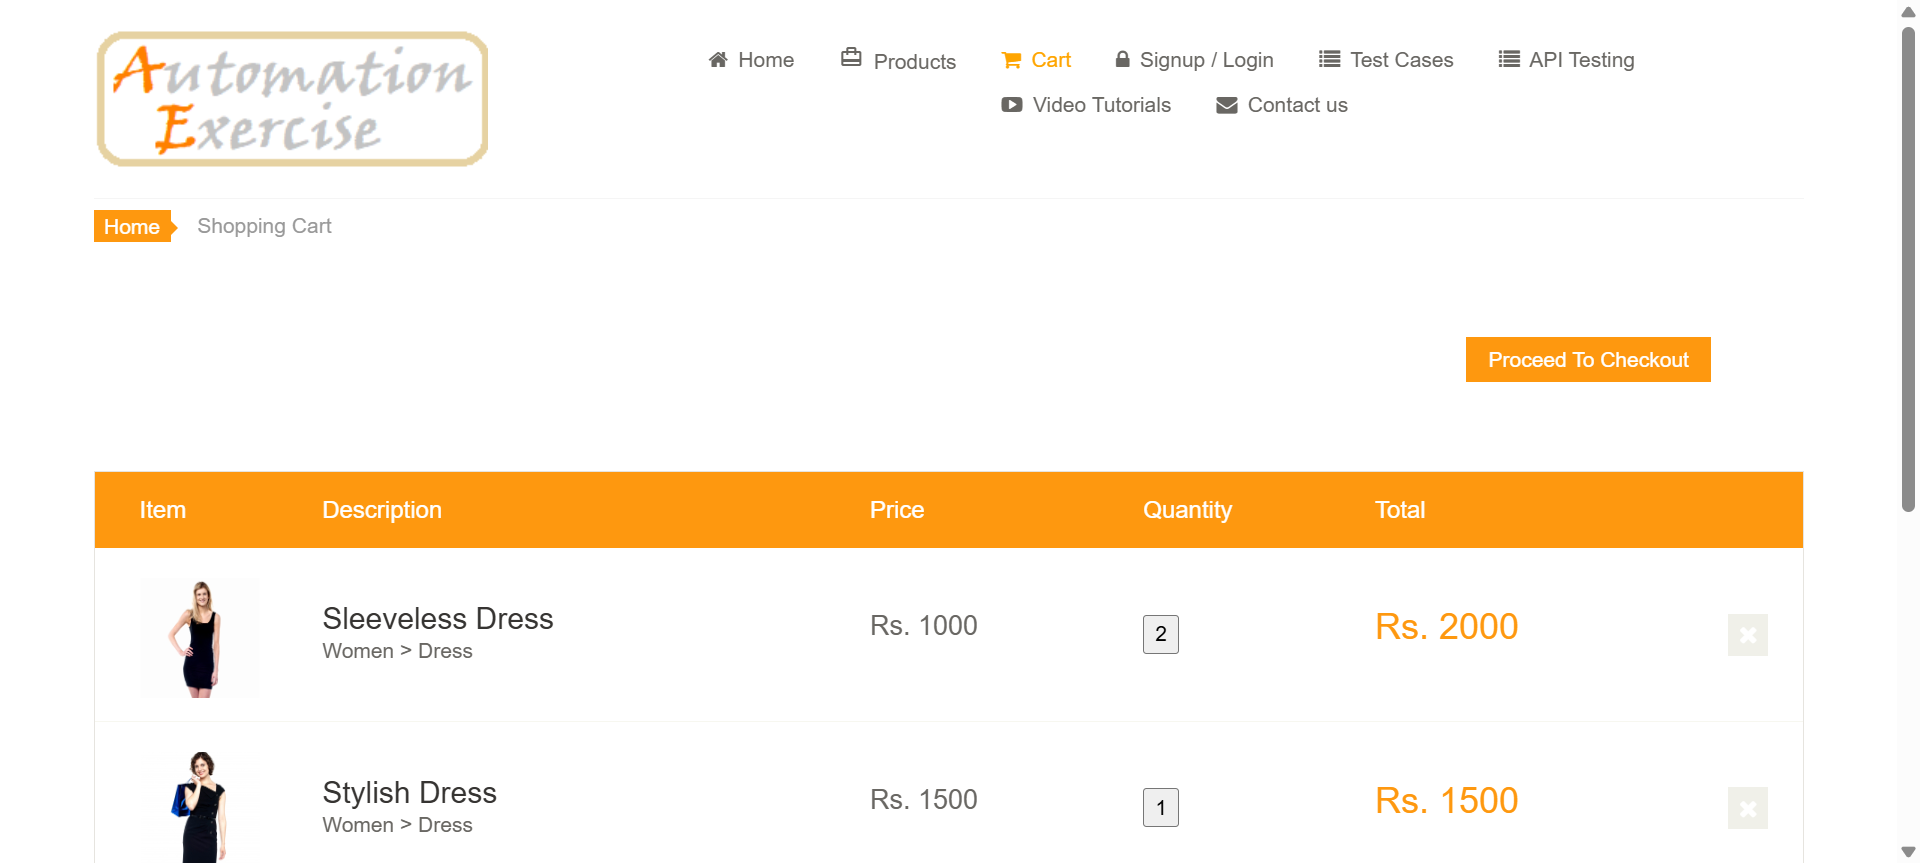 Automation
Exercise
Home Products Cart Signup / Login Test Cases API Testing
Video Tutorials Contact us
Home Shopping Cart
Proceed To Checkout
Item Description Price Quantity Total
Sleeveless Dress Rs. 1000 2 Rs. 2000
Women > Dress
Stylish Dress Rs. 1500 1 Rs. 1500
Women > Dress